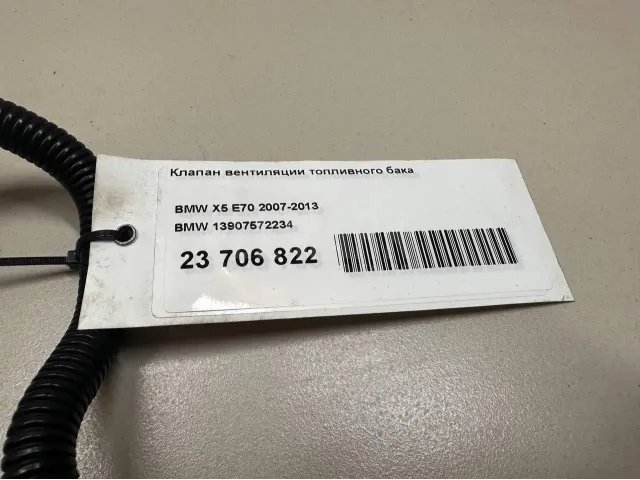 Клапан вентиляции топливного бака
BMW X5 E70 2007-2013
BMW 13907572234
23 706 822